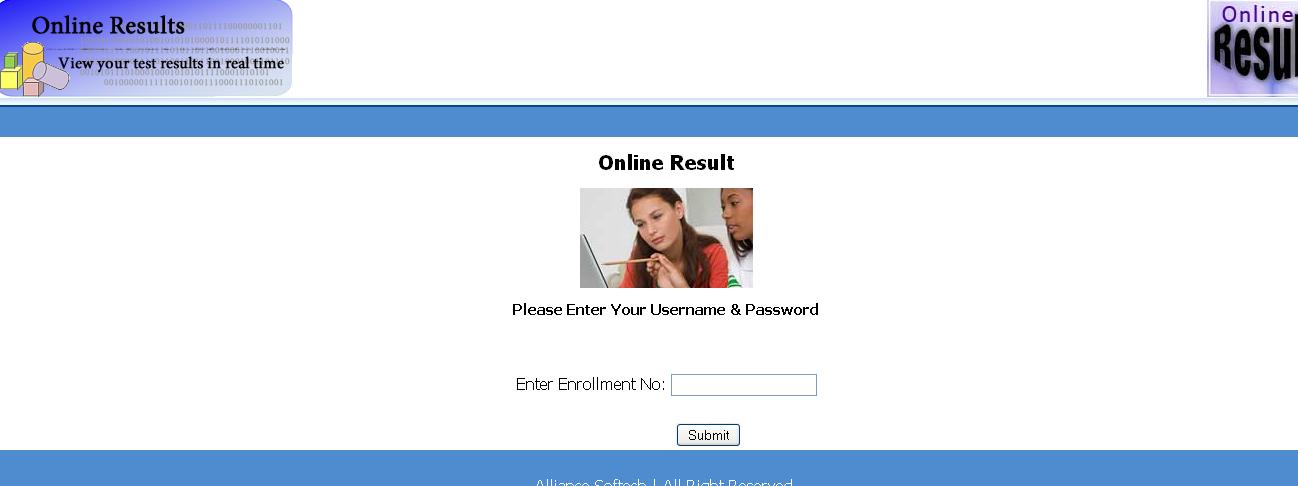 Online Results
View your test results in real time
Online
Online Result
Please Enter Your Username & Password
Enter Enrollment No:
Submit
Alliance Softech | All Right Reserved